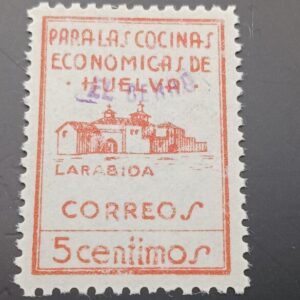 PARA LAS COCINAS
ECONOMICAS DE
· HUELVA ·
LARABIDA
CORREOS
5 centimos